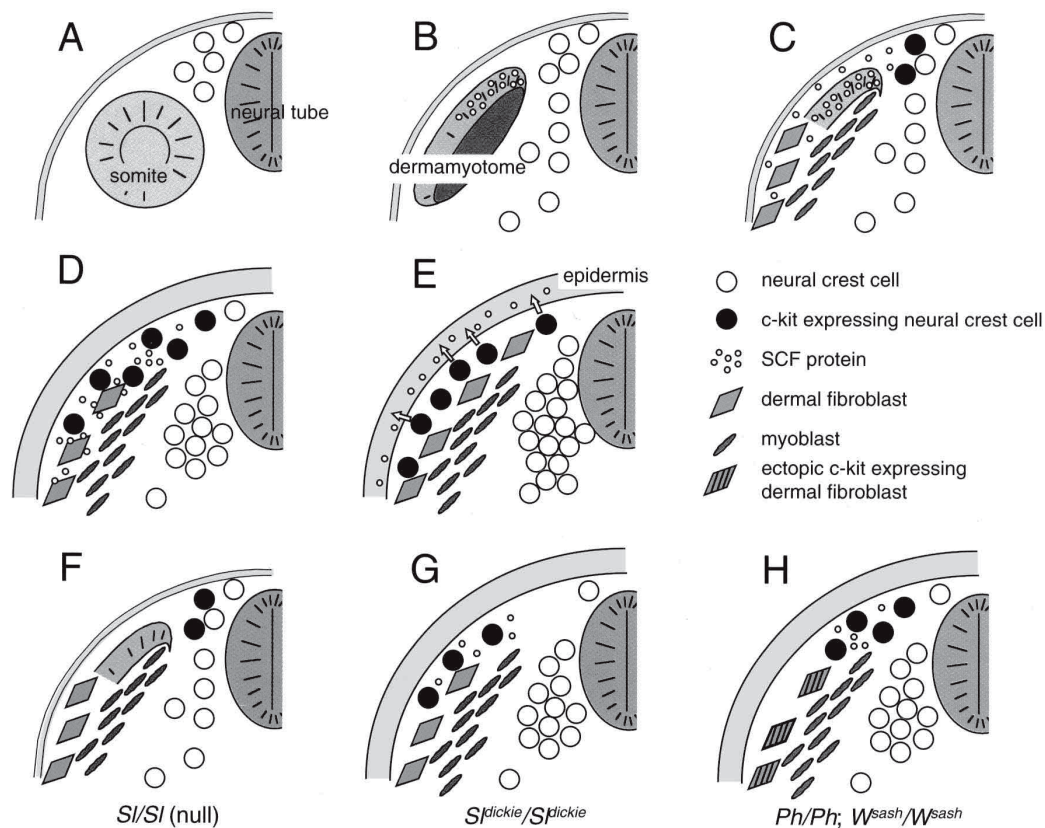 A
B
C
neural tube
somite
dermamyotome
D
E
epidermis
neural crest cell
c-kit expressing neural crest cell
SCF protein
dermal fibroblast
myoblast
ectopic c-kit expressing
dermal fibroblast
F
G
H
Sl/Sl (null)
Sl^dickie/Sl^dickie
Ph/Ph; W^sash/W^sash